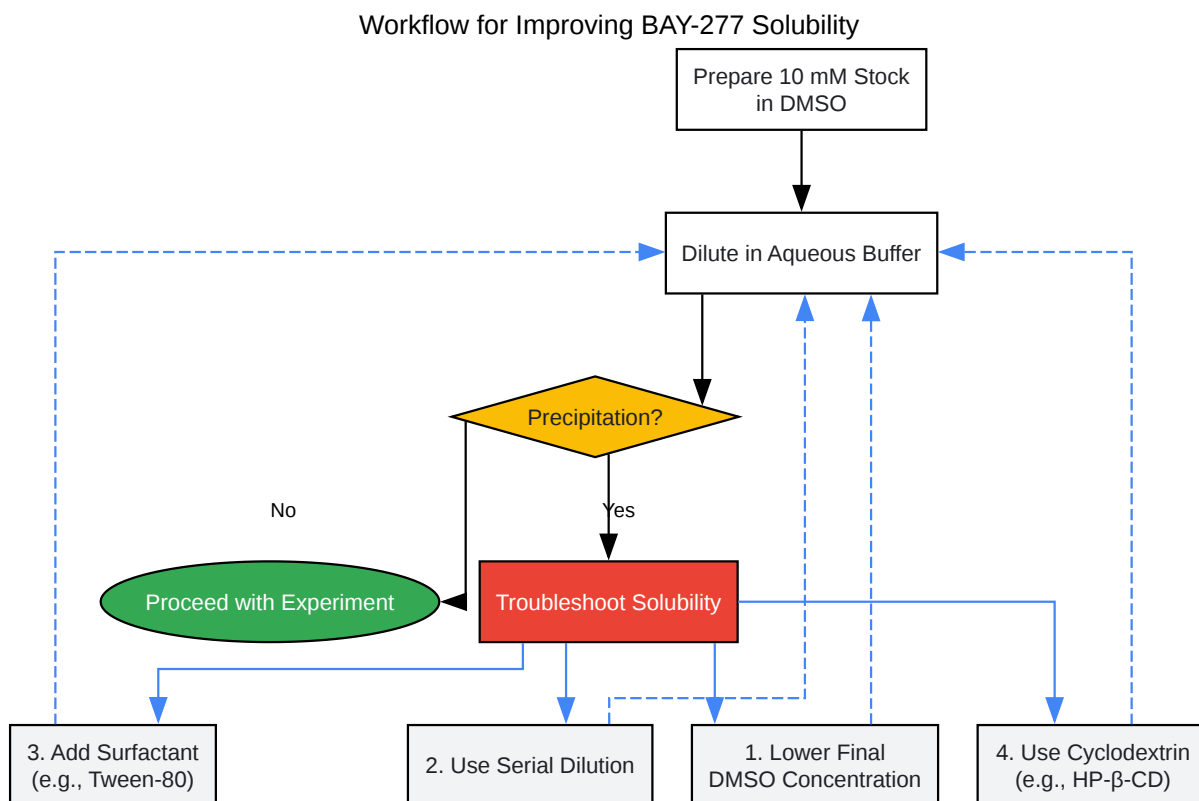 Workflow for Improving BAY-277 Solubility
Prepare 10 mM Stock
in DMSO
Dilute in Aqueous Buffer
Precipitation?
No
Yes
Proceed with Experiment
Troubleshoot Solubility
3. Add Surfactant
(e.g., Tween-80)
2. Use Serial Dilution
1. Lower Final
DMSO Concentration
4. Use Cyclodextrin
(e.g., HP-β-CD)